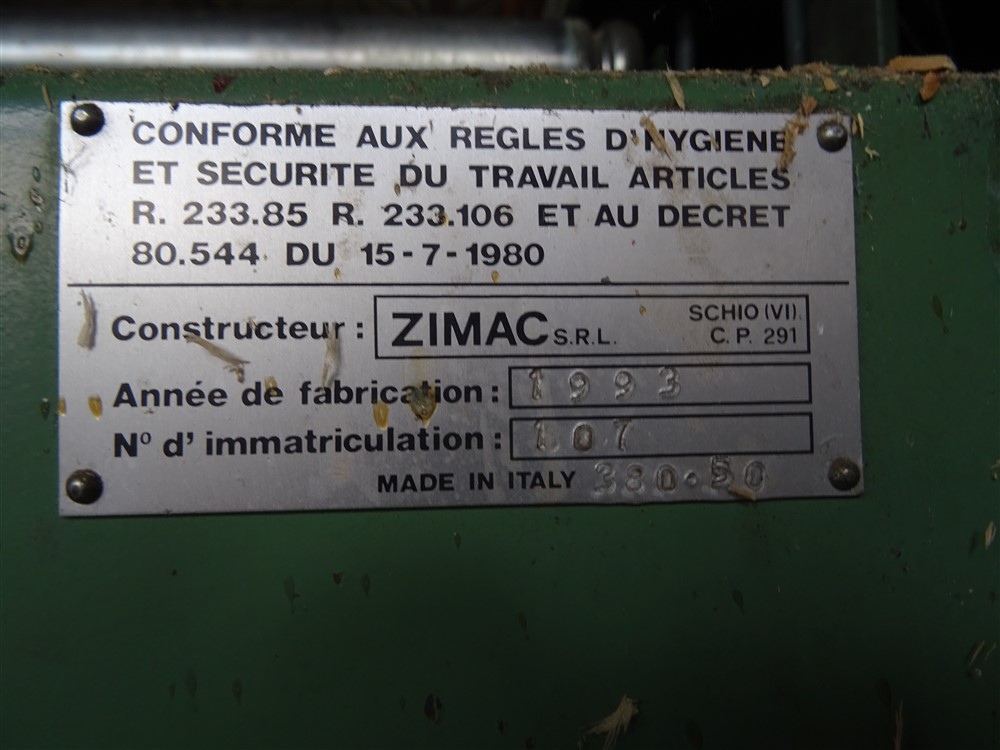 CONFORME AUX REGLES D'HYGIENE
ET SECURITE DU TRAVAIL ARTICLES
R. 233.85 R. 233.106 ET AU DECRET
80.544 DU 15-7-1980
Constructeur : ZIMAC S.R.L. SCHIO (VI).
C. P. 291
Année de fabrication : 1993
N° d' immatriculation : 107
MADE IN ITALY 380.50